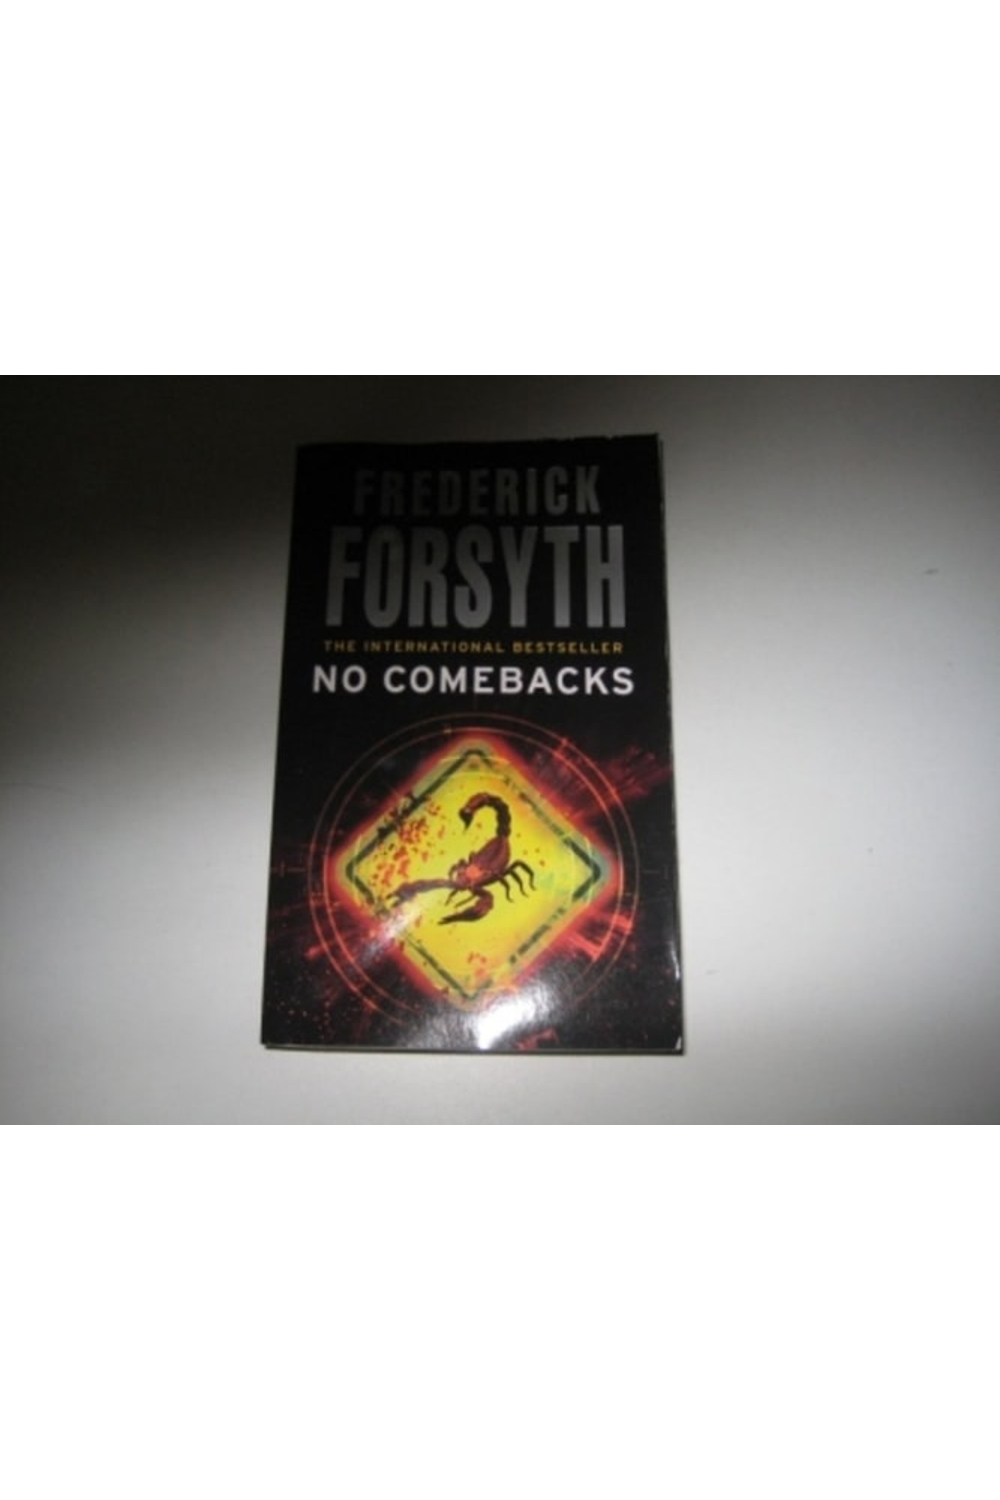 FREDERICK
FORSYTH
THE INTERNATIONAL BESTSELLER
NO COMEBACKS